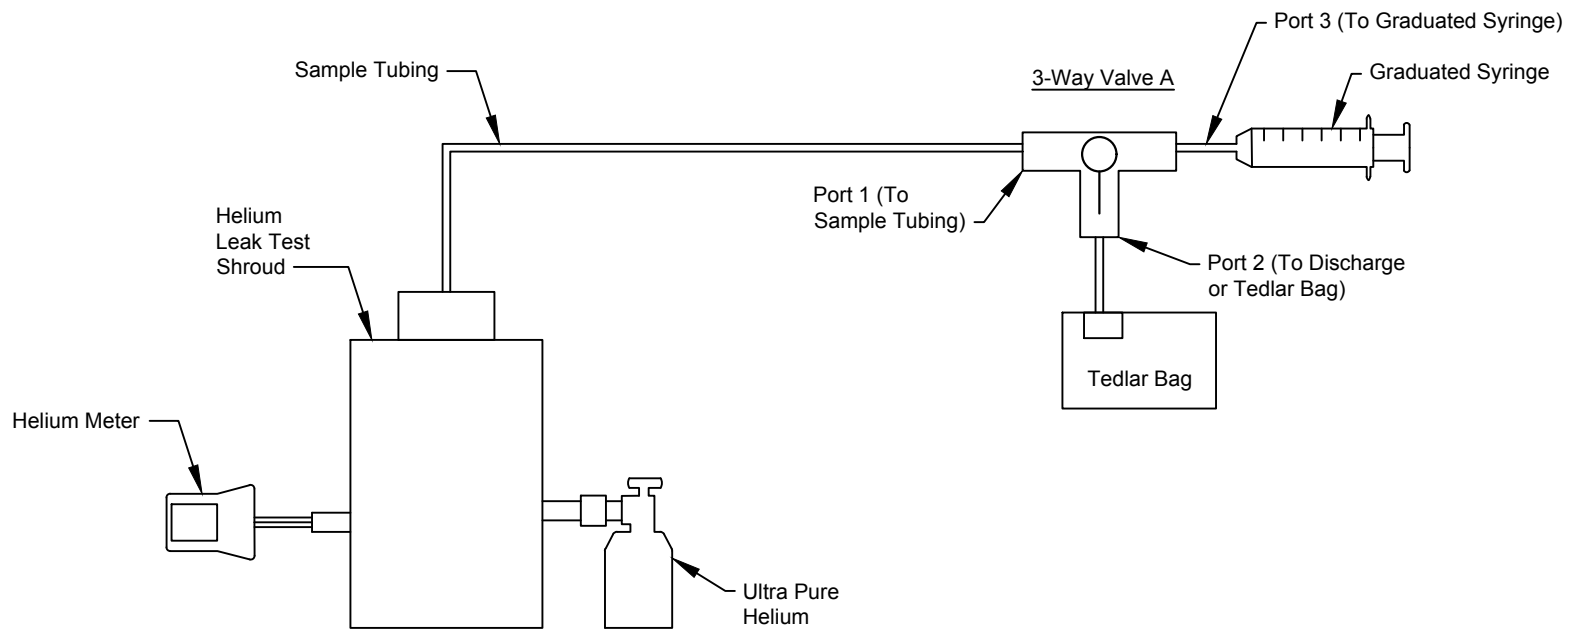 Port 3 (To Graduated Syringe)
Sample Tubing
3-Way Valve A
Graduated Syringe
Port 1 (To
Sample Tubing)
Helium
Leak Test
Shroud
Port 2 (To Discharge
or Tedlar Bag)
Tedlar Bag
Helium Meter
Ultra Pure
Helium